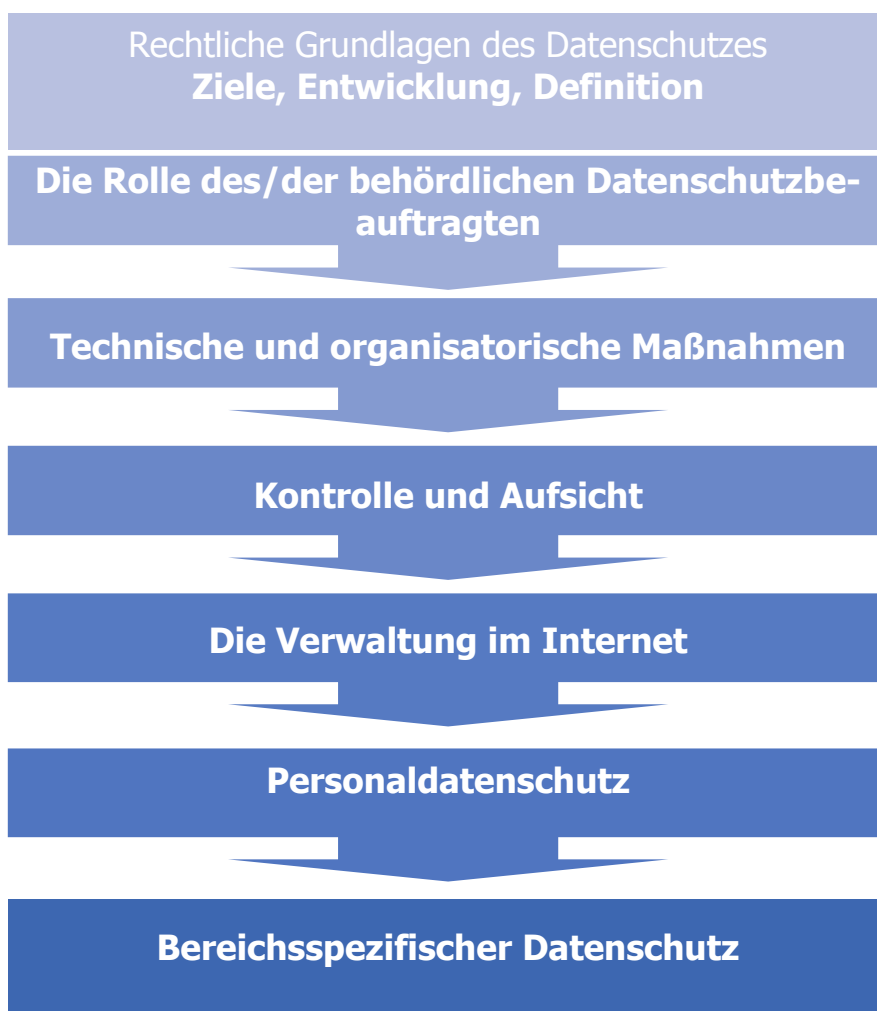 Rechtliche Grundlagen des Datenschutzes
Ziele, Entwicklung, Definition
Die Rolle des/der behördlichen Datenschutzbe-
auftragten
Technische und organisatorische Maßnahmen
Kontrolle und Aufsicht
Die Verwaltung im Internet
Personaldatenschutz
Bereichsspezifischer Datenschutz